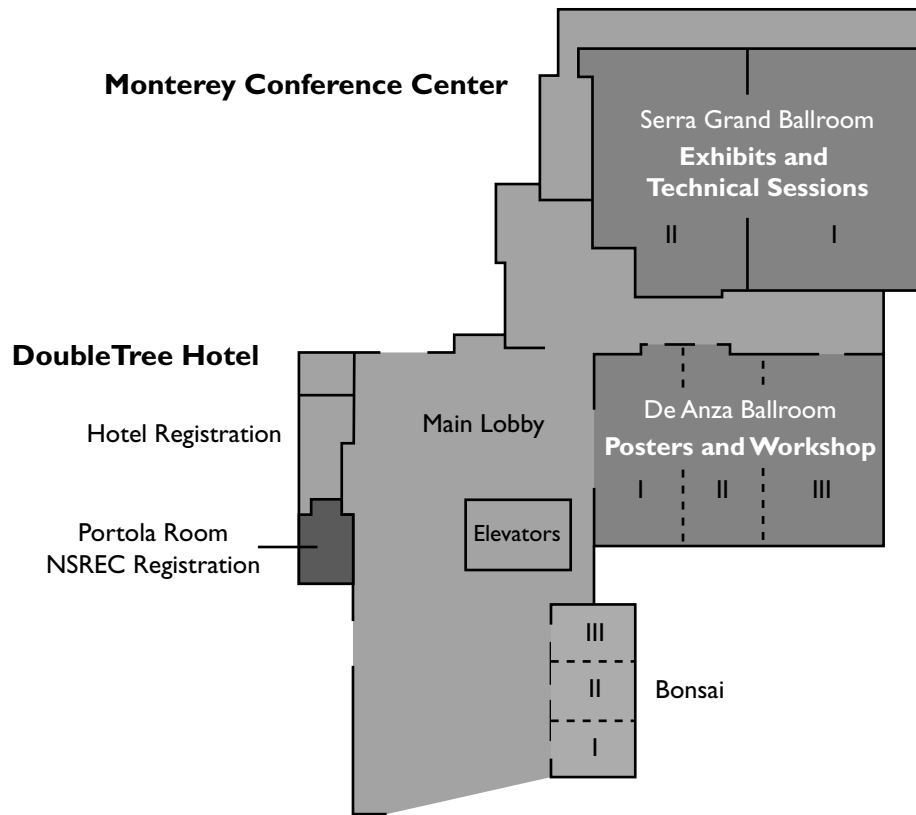 Monterey Conference Center
Serra Grand Ballroom
Exhibits and
Technical Sessions
II
I
DoubleTree Hotel
Hotel Registration
Main Lobby
De Anza Ballroom
Posters and Workshop
I
II
III
Elevators
Portola Room
NSREC Registration
III
II
I
Bonsai